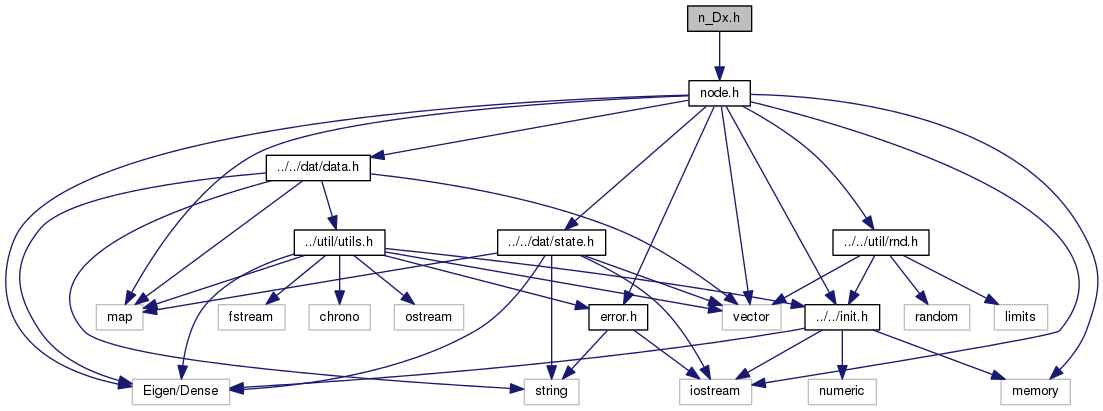 n_Dx.h
node.h
../../dat/data.h
../util/utils.h
../../dat/state.h
../../util/rnd.h
map
fstream
chrono
ostream
error.h
vector
../../init.h
random
limits
Eigen/Dense
string
iostream
numeric
memory